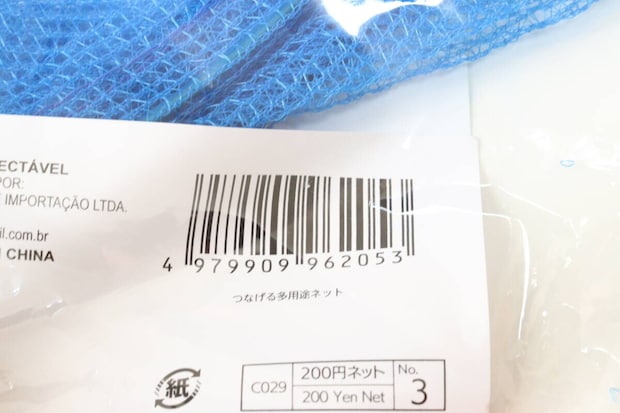 ECTÁVEL
POR:
E IMPORTAÇÃO LTDA.
il.com.br
CHINA
4 979909 962053
つなげる多用途ネット
紙
C029
200円ネット
200 Yen Net
No.
3